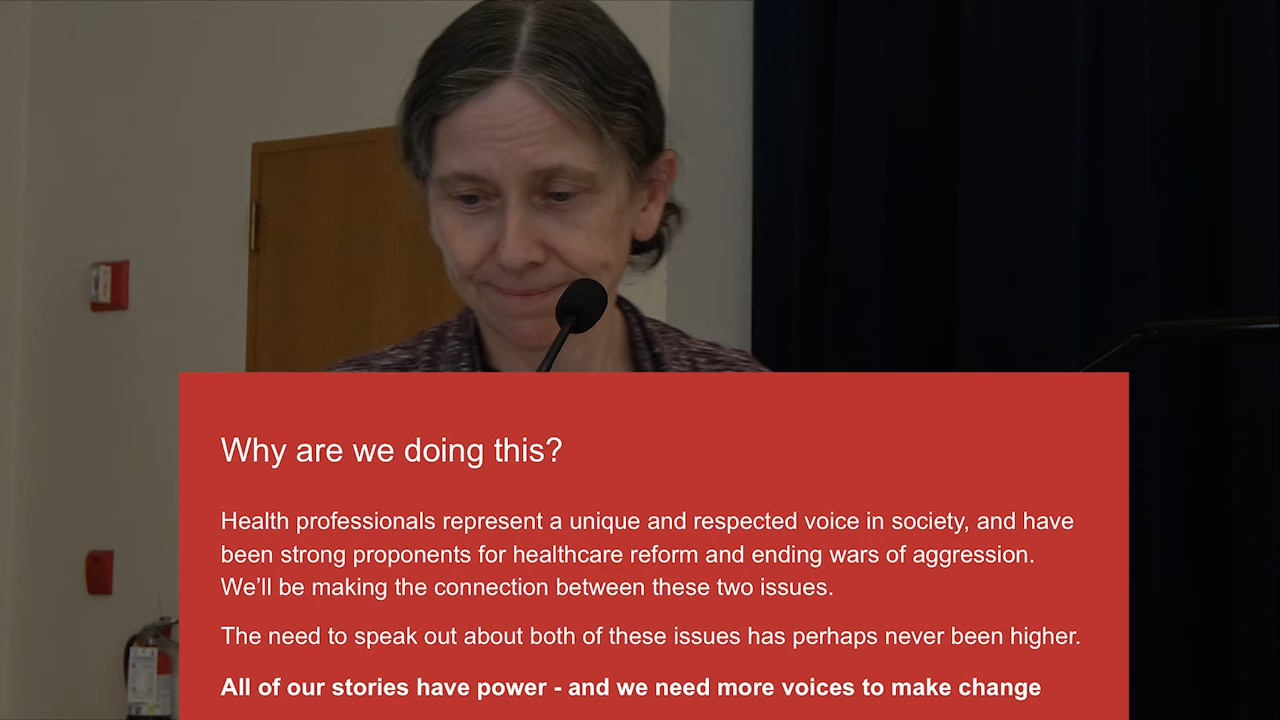 Why are we doing this?
Health professionals represent a unique and respected voice in society, and have
been strong proponents for healthcare reform and ending wars of aggression.
We’ll be making the connection between these two issues.
The need to speak out about both of these issues has perhaps never been higher.
All of our stories have power - and we need more voices to make change